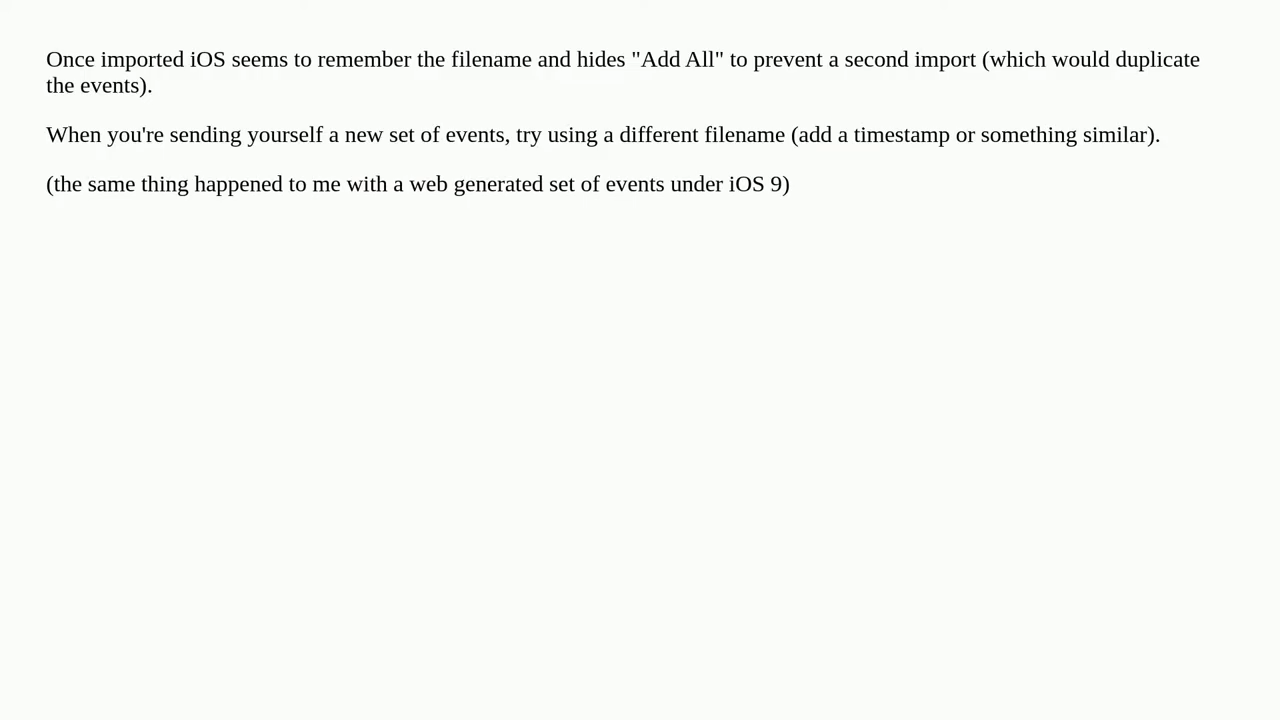 Once imported iOS seems to remember the filename and hides "Add All" to prevent a second import (which would duplicate
the events).
When you're sending yourself a new set of events, try using a different filename (add a timestamp or something similar).
(the same thing happened to me with a web generated set of events under iOS 9)